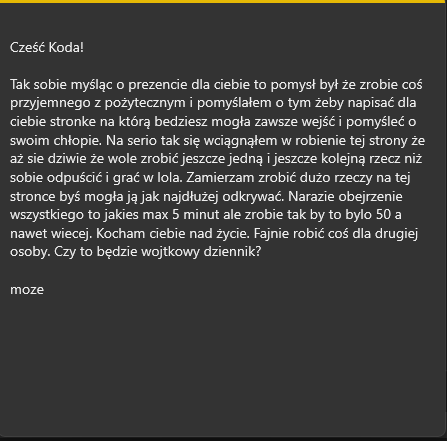 Cześć Koda!
Tak sobie myśląc o prezencie dla ciebie to pomysł był że zrobie coś
przyjemnego z pożytecznym i pomyślałem o tym żeby napisać dla
ciebie stronke na którą bedziesz mogła zawsze wejść i pomyśleć o
swoim chłopie. Na serio tak się wciągnąłem w robienie tej strony że
aż sie dziwie że wole zrobić jeszcze jedną i jeszcze kolejną rzecz niż
sobie odpuścić i grać w lola. Zamierzam zrobić dużo rzeczy na tej
stronce byś mogła ją jak najdłużej odkrywać. Narazie obejrzenie
wszystkiego to jakies max 5 minut ale zrobie tak by to bylo 50 a
nawet wiecej. Kocham ciebie nad życie. Fajnie robić coś dla drugiej
osoby. Czy to będzie wojtkowy dziennik?
moze